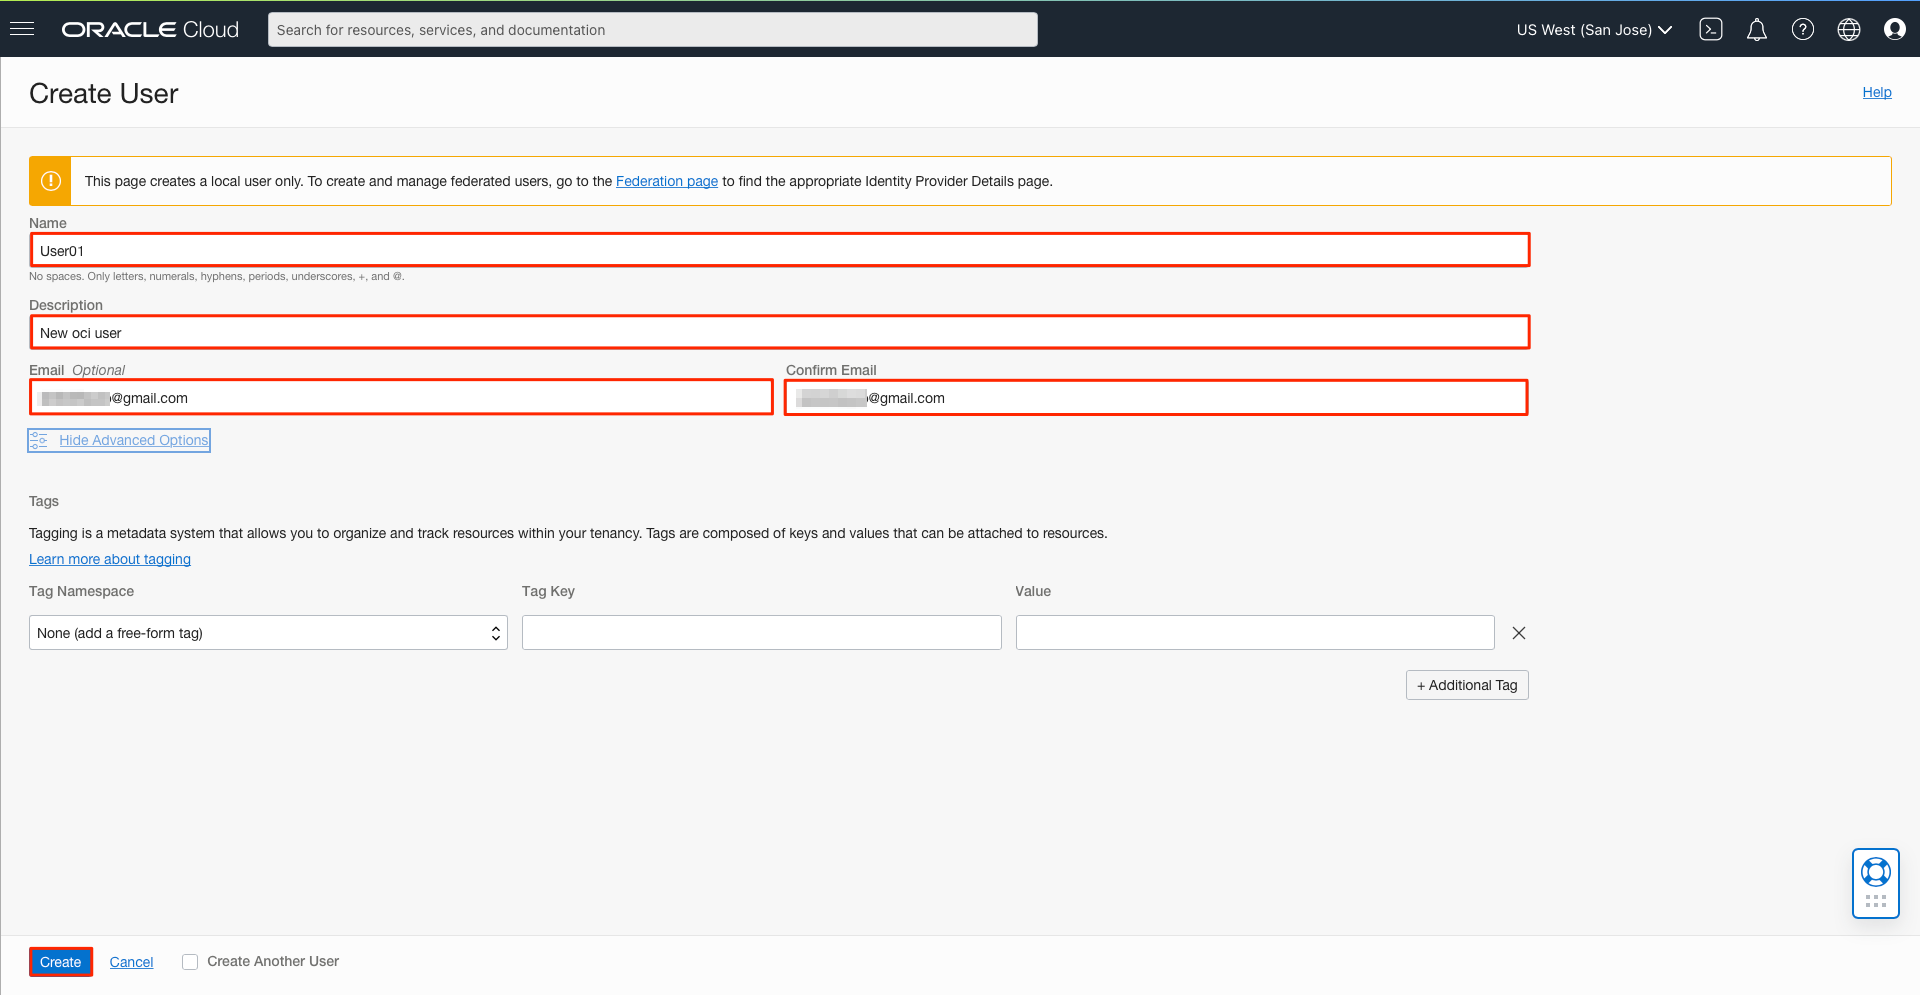 ORACLE Cloud
Search for resources, services, and documentation
US West (San Jose)
Create User
Help
This page creates a local user only. To create and manage federated users, go to the Federation page to find the appropriate Identity Provider Details page.
Name
User01
No spaces. Only letters, numerals, hyphens, periods, underscores, +, and @.
Description
New oci user
Email Optional
Confirm Email
@gmail.com
@gmail.com
Hide Advanced Options
Tags
Tagging is a metadata system that allows you to organize and track resources within your tenancy. Tags are composed of keys and values that can be attached to resources.
Learn more about tagging
Tag Namespace
Tag Key
Value
None (add a free-form tag)
+ Additional Tag
Create
Cancel
Create Another User